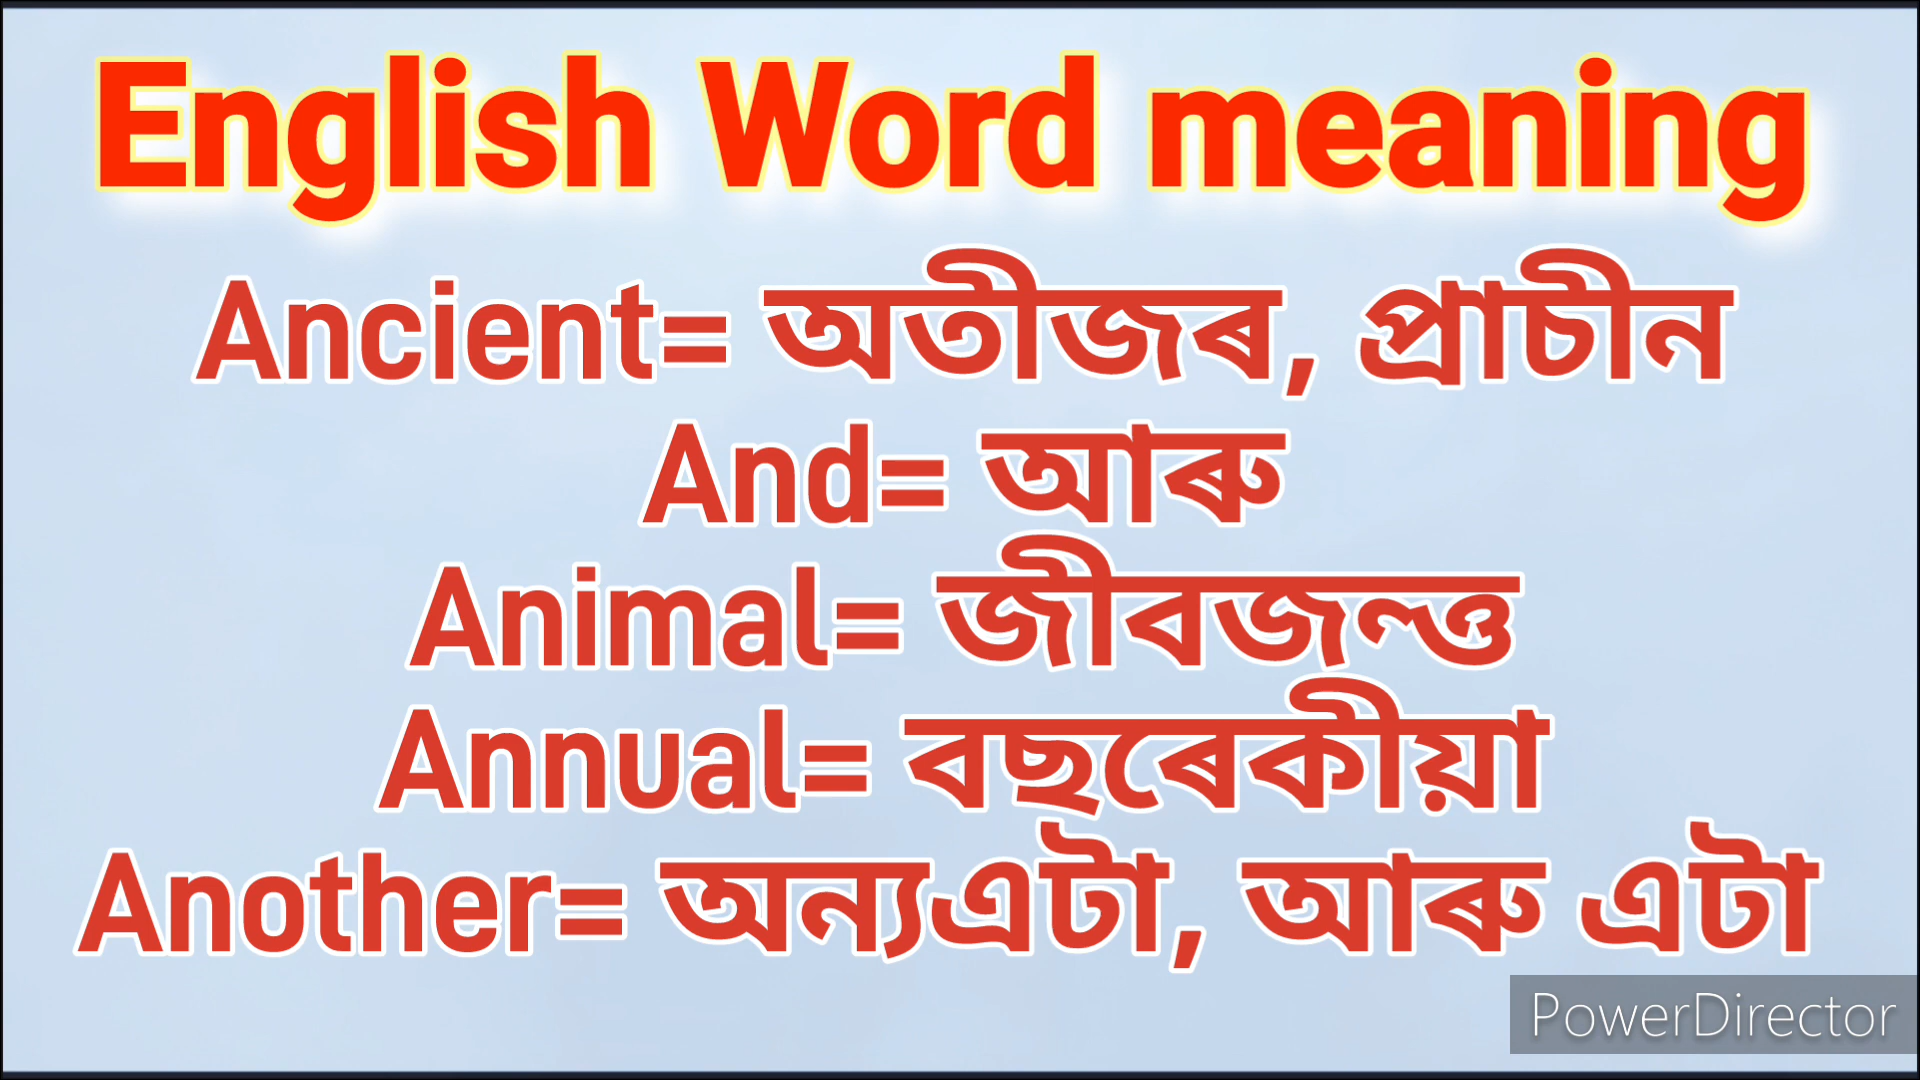 English Word meaning
Ancient= অতীজৰ, প্ৰাচীন
And= আৰু
Animal= জীৱজন্তু
Annual= বছৰেকীয়া
Another= অন্যএটা, আৰু এটা
PowerDirector